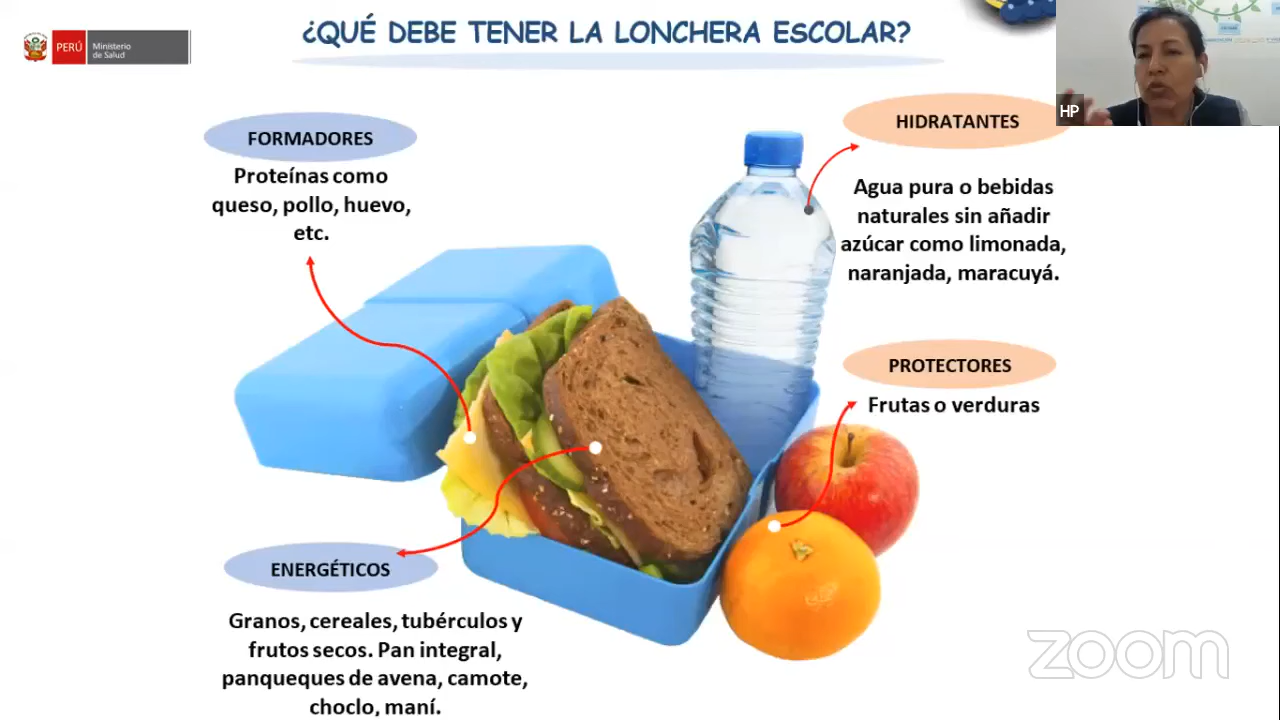 ¿QUÉ DEBE TENER LA LONCHERA ESCOLAR?
PERÚ
Ministerio
de Salud
HP
FORMADORES
Proteínas como
queso, pollo, huevo,
etc.
HIDRATANTES
Agua pura o bebidas
naturales sin añadir
azúcar como limonada,
naranjada, maracuyá.
PROTECTORES
Frutas o verduras
ENERGÉTICOS
Granos, cereales, tubérculos y
frutos secos. Pan integral,
panqueques de avena, camote,
choclo, maní.
zoom